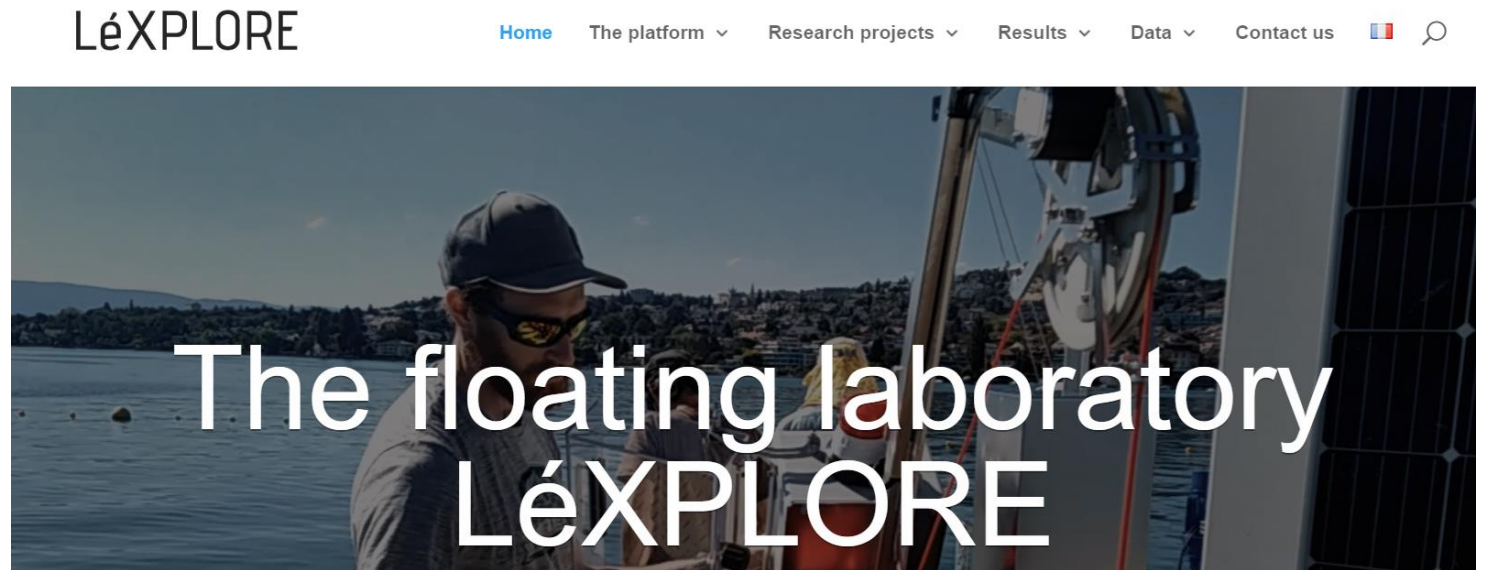 LéXPLORE
Home The platform Research projects Results Data Contact us
The floating laboratory
LéXPLORE